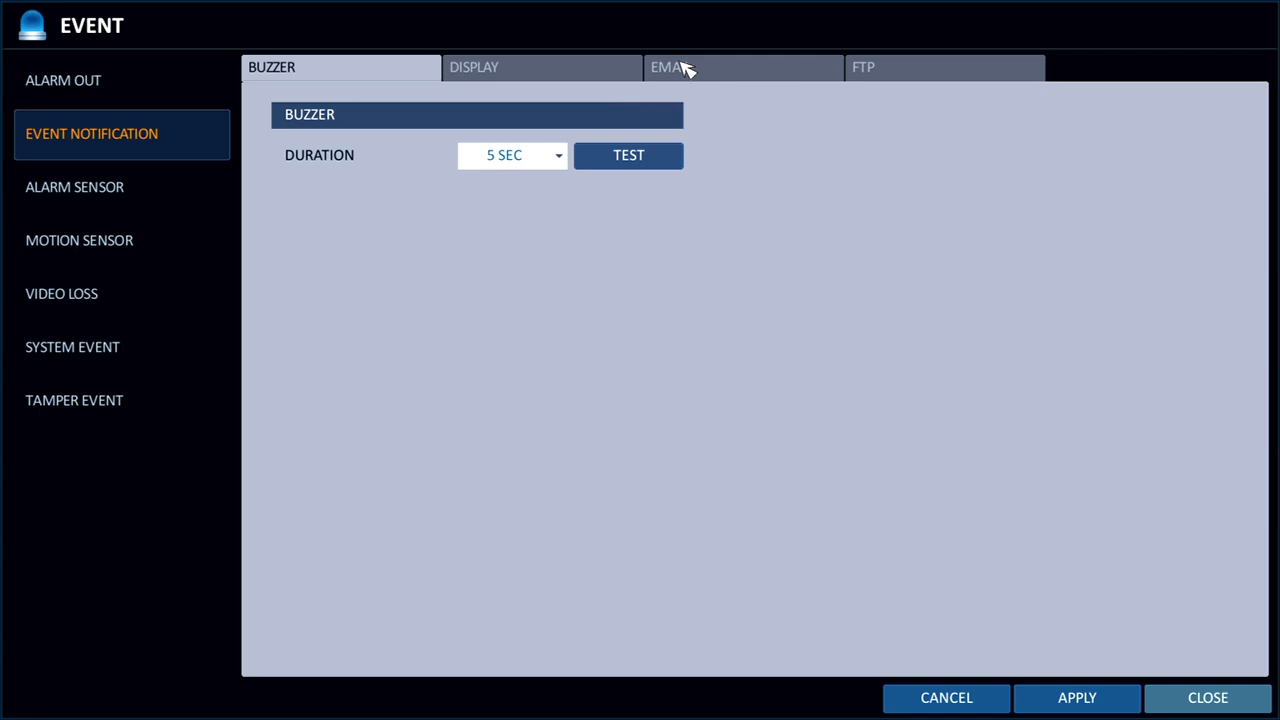 EVENT
ALARM OUT
EVENT NOTIFICATION
ALARM SENSOR
MOTION SENSOR
VIDEO LOSS
SYSTEM EVENT
TAMPER EVENT
BUZZER DISPLAY EMA FTP
BUZZER
DURATION 5 SEC TEST
CANCEL APPLY CLOSE